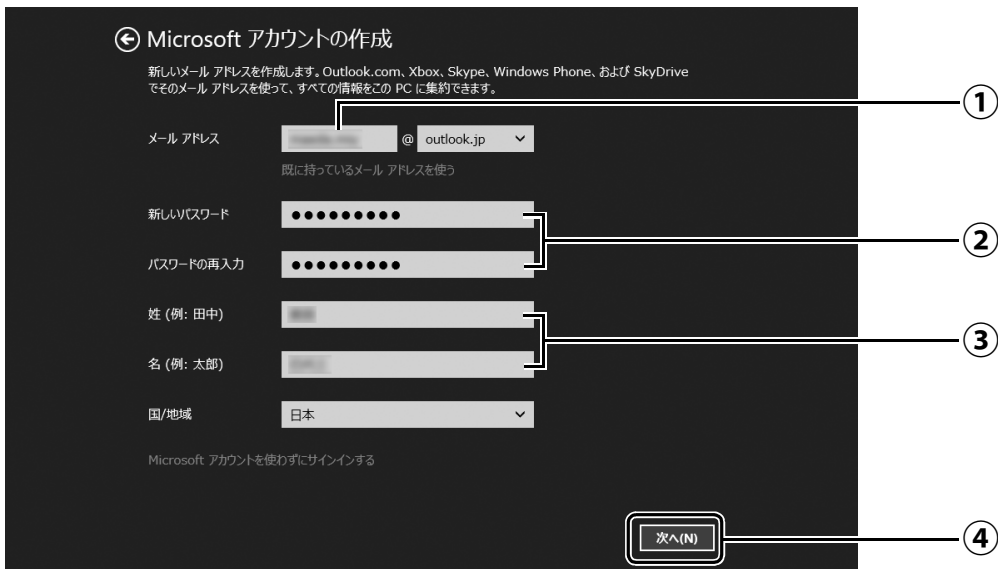 Microsoft アカウントの作成
新しいメール アドレスを作成します。Outlook.com、Xbox、Skype、Windows Phone、および SkyDrive
でそのメール アドレスを使って、すべての情報をこの PC に集約できます。
①
メール アドレス @ outlook.jp
既に持っているメール アドレスを使う
新しいパスワード ●●●●●●●●●
②
パスワードの再入力 ●●●●●●●●●
姓 (例: 田中)
③
名 (例: 太郎)
国/地域 日本
Microsoft アカウントを使わずにサインインする
次へ(N)
④